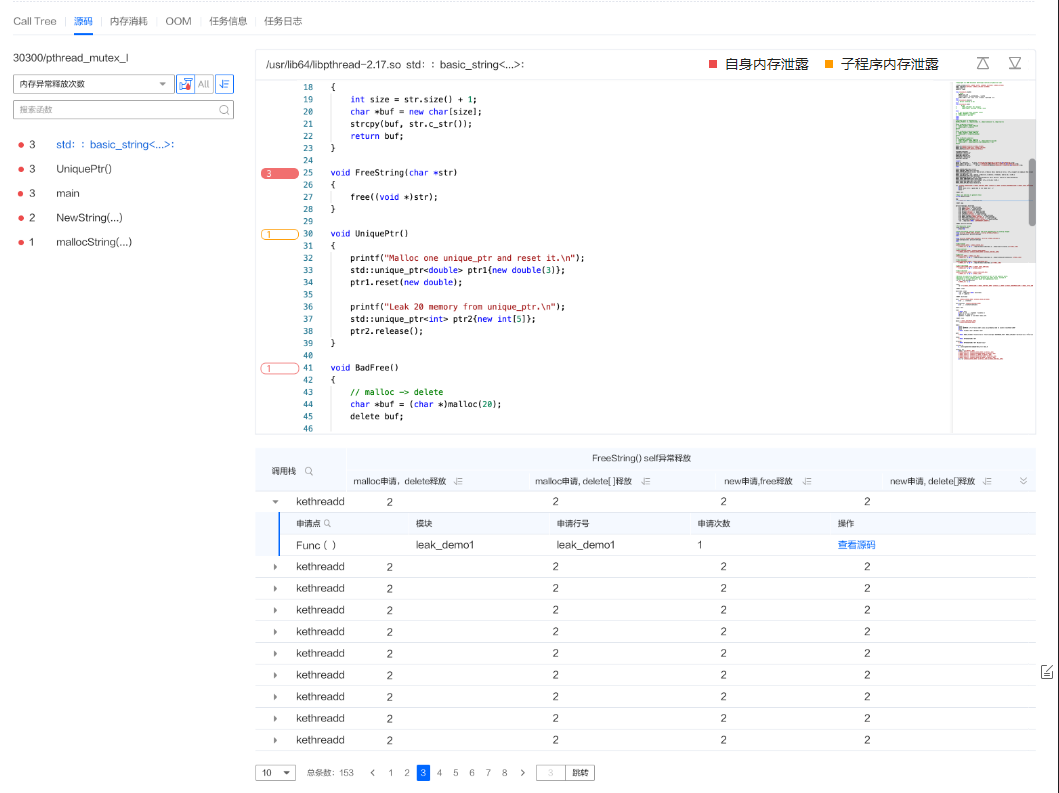 Call Tree 源码 内存消耗 OOM 任务信息 任务日志
30300/pthread_mutex_l
内存异常释放次数 All
搜索函数
3 std：：basic_string<...>:
3 UniquePtr()
3 main
2 NewString(...)
1 mallocString(...)
/usr/lib64/libpthread-2.17.so std：：basic_string<...>: 自身内存泄露 子程序内存泄露
18 {
19 int size = str.size() + 1;
20 char *buf = new char[size];
21 strcpy(buf, str.c_str());
22 return buf;
23 }
24
3 25 void FreeString(char *str)
26 {
27 free((void *)str);
28 }
29
1 30 void UniquePtr()
31 {
32 printf("Malloc one unique_ptr and reset it.\n");
33 std::unique_ptr<double> ptr1{new double(3)};
34 ptr1.reset(new double);
35
36 printf("Leak 20 memory from unique_ptr.\n");
37 std::unique_ptr<int> ptr2{new int[5]};
38 ptr2.release();
39 }
40
1 41 void BadFree()
42 {
43 // malloc -> delete
44 char *buf = (char *)malloc(20);
45 delete buf;
46
调用栈 FreeString() self异常释放
malloc申请，delete释放 malloc申请, delete[ ]释放 new申请,free释放 new申请, delete[]释放
kethreadd 2 2 2 2
申请点 模块 申请行号 申请次数 操作
Func ( ) leak_demo1 leak_demo1 1 查看源码
kethreadd 2 2 2 2
kethreadd 2 2 2 2
kethreadd 2 2 2 2
kethreadd 2 2 2 2
kethreadd 2 2 2 2
kethreadd 2 2 2 2
kethreadd 2 2 2 2
kethreadd 2 2 2 2
kethreadd 2 2 2 2
10 总条数: 153 < 1 2 3 4 5 6 7 8 > 3 跳转